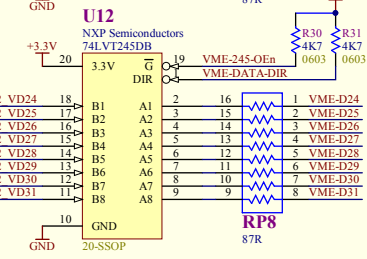 GND
87R
U12
NXP Semiconductors
74LVT245DB
R30
4K7
0603
R31
4K7
0603
+3.3V
20
3.3V
G
19
VME-245-OEn
DIR
1
VME-DATA-DIR
VD24 18 B1 A1 2 16 1 VME-D24
VD25 17 B2 A2 3 15 2 VME-D25
VD26 16 B3 A3 4 14 3 VME-D26
VD27 15 B4 A4 5 13 4 VME-D27
VD28 14 B5 A5 6 12 5 VME-D28
VD29 13 B6 A6 7 11 6 VME-D29
VD30 12 B7 A7 8 10 7 VME-D30
VD31 11 B8 A8 9 9 8 VME-D31
10 GND
GND
20-SSOP
RP8
87R